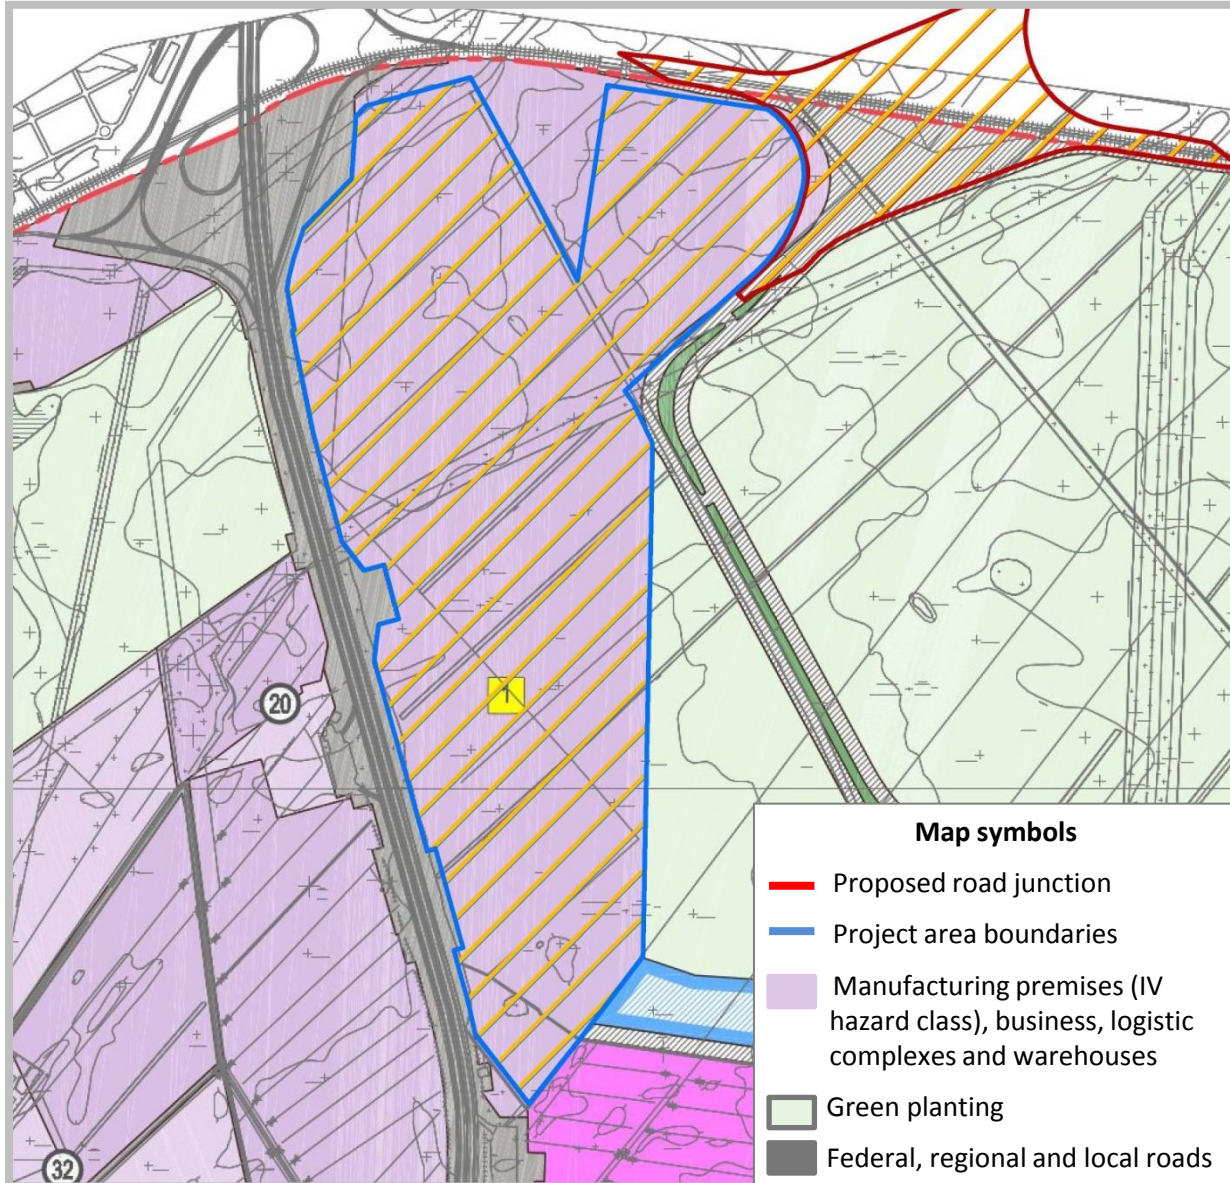 1
20
32
Map symbols
Proposed road junction
Project area boundaries
Manufacturing premises (IV
hazard class), business, logistic
complexes and warehouses
Green planting
Federal, regional and local roads